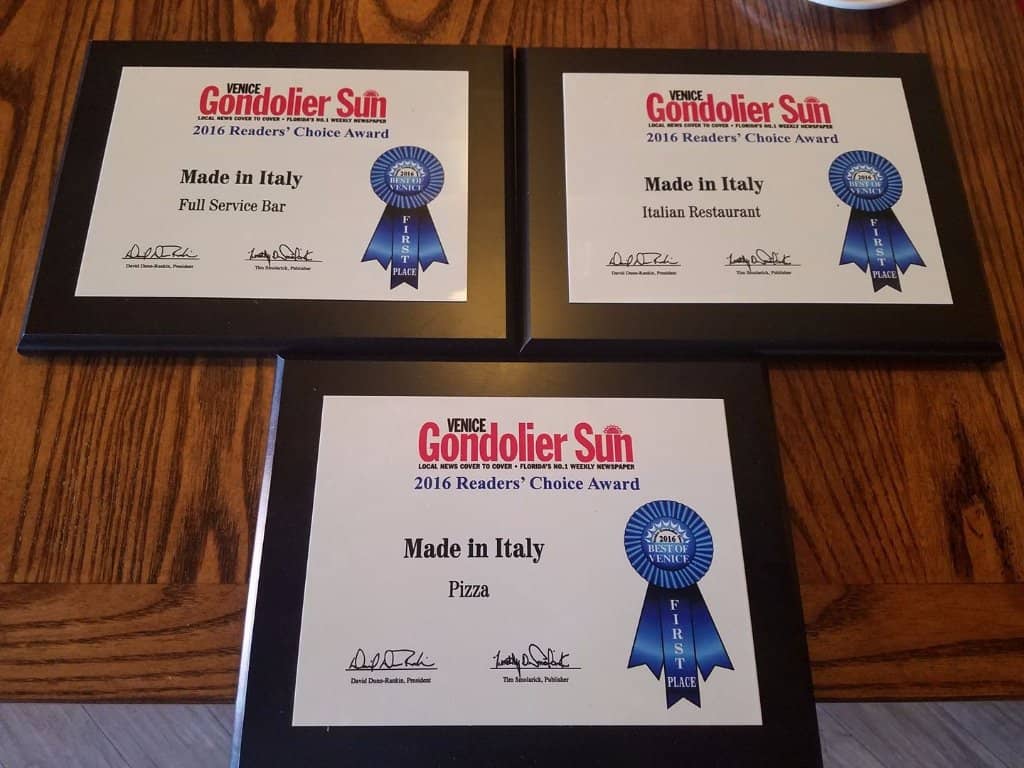 VENICE
Gondolier Sun
LOCAL NEWS COVER TO COVER • FLORIDA'S NO.1 WEEKLY NEWSPAPER
2016 Readers' Choice Award
Made in Italy
Full Service Bar
2016
BEST OF
VENICE
FIRST
PLACE
David Dunn-Rankin, President
Tim Smolarick, Publisher
VENICE
Gondolier Sun
LOCAL NEWS COVER TO COVER • FLORIDA'S NO.1 WEEKLY NEWSPAPER
2016 Readers' Choice Award
Made in Italy
Italian Restaurant
2016
BEST OF
VENICE
FIRST
PLACE
David Dunn-Rankin, President
Tim Smolarick, Publisher
VENICE
Gondolier Sun
LOCAL NEWS COVER TO COVER • FLORIDA'S NO.1 WEEKLY NEWSPAPER
2016 Readers' Choice Award
Made in Italy
Pizza
2016
BEST OF
VENICE
FIRST
PLACE
David Dunn-Rankin, President
Tim Smolarick, Publisher